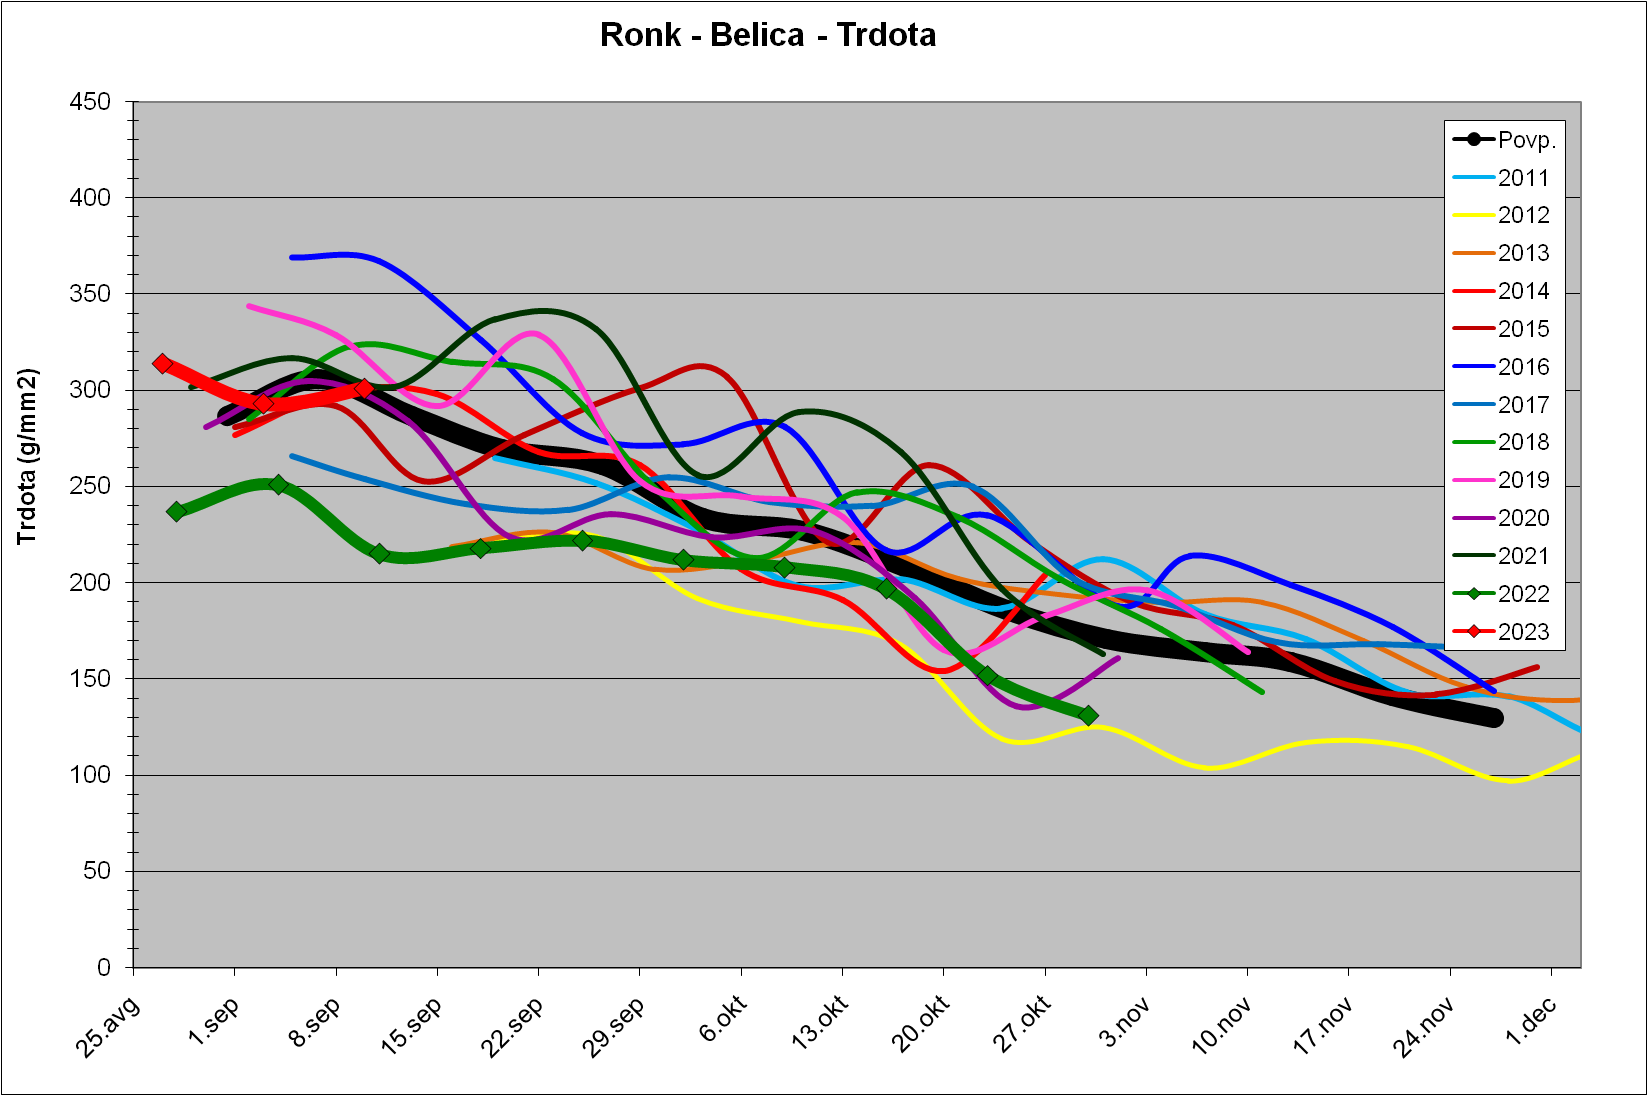 Ronk - Belica - Trdota
Trdota (g/mm2)
450
400
350
300
250
200
150
100
50
0
25.avg
1.sep
8.sep
15.sep
22.sep
29.sep
6.okt
13.okt
20.okt
27.okt
3.nov
10.nov
17.nov
24.nov
1.dec
Povp.
2011
2012
2013
2014
2015
2016
2017
2018
2019
2020
2021
2022
2023